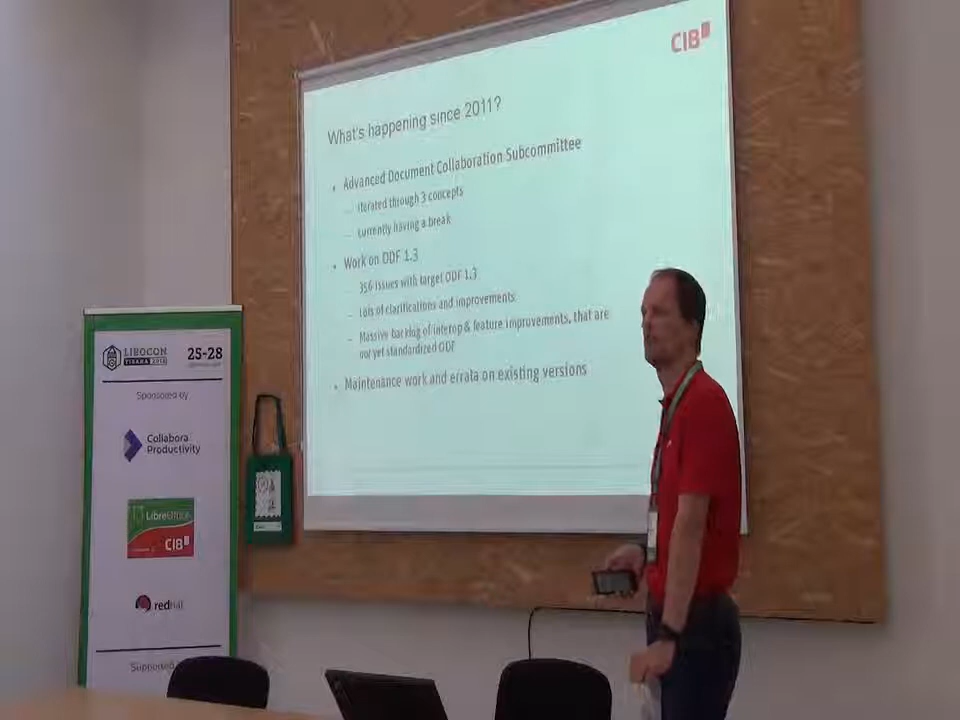 CIB
What's happening since 2011?
• Advanced Document Collaboration Subcommittee
– Iterated through 3 concepts
– currently having a break
• Work on ODF 1.3
– 356 issues with target ODF 1.3
– Lots of clarifications and improvements
– Massive backlog of interop & feature improvements, that are
not yet standardized ODF
• Maintenance work and errata on existing versions
LIBOCON
TIRANA 2018
25-28
Sponsored by
Collabora
Productivity
LibreOffice
CIB
redhat
Supported